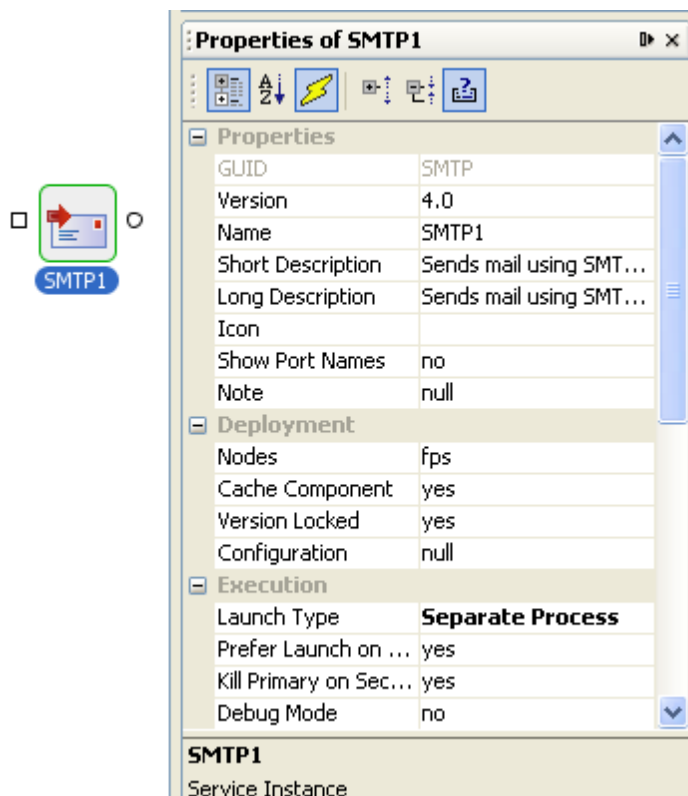 Properties of SMTP1
Properties
GUID SMTP
Version 4.0
Name SMTP1
Short Description Sends mail using SMT...
Long Description Sends mail using SMT...
Icon
Show Port Names no
Note null
Deployment
Nodes fps
Cache Component yes
Version Locked yes
Configuration null
Execution
Launch Type Separate Process
Prefer Launch on ... yes
Kill Primary on Sec... yes
Debug Mode no
SMTP1
Service Instance
SMTP1